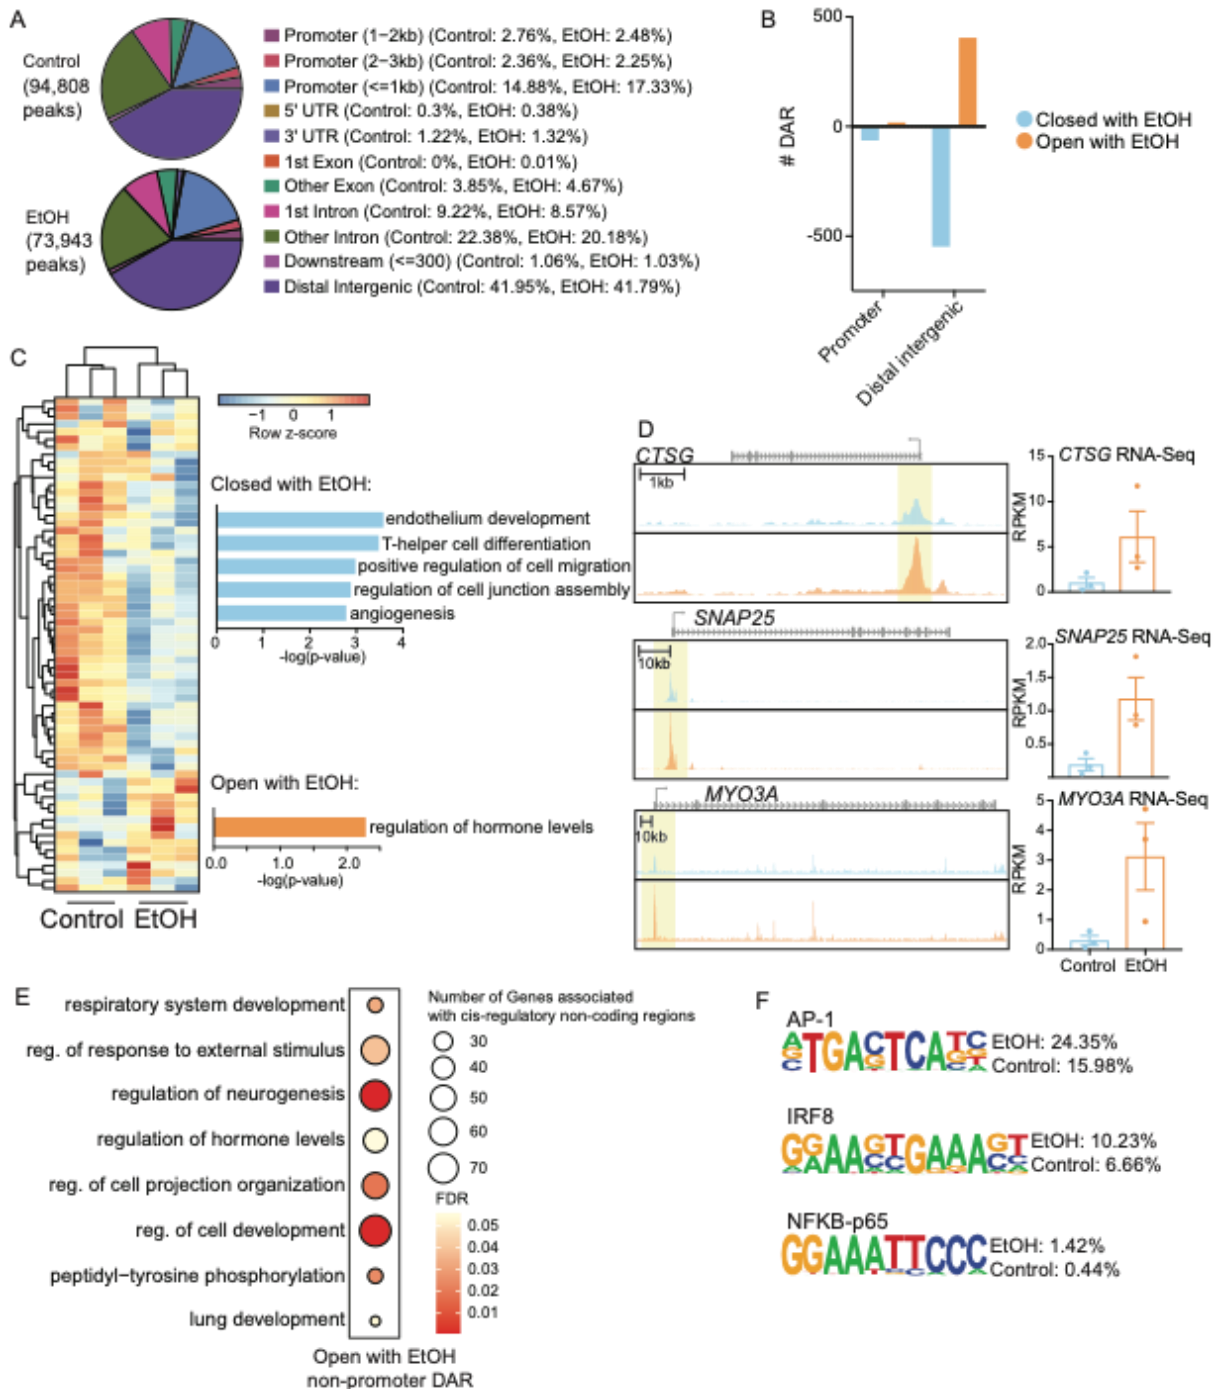 A
Control
(94,808
peaks)
EtOH
(73,943
peaks)
Promoter (1-2kb) (Control: 2.76%, EtOH: 2.48%)
Promoter (2-3kb) (Control: 2.36%, EtOH: 2.25%)
Promoter (<=1kb) (Control: 14.88%, EtOH: 17.33%)
5' UTR (Control: 0.3%, EtOH: 0.38%)
3' UTR (Control: 1.22%, EtOH: 1.32%)
1st Exon (Control: 0%, EtOH: 0.01%)
Other Exon (Control: 3.85%, EtOH: 4.67%)
1st Intron (Control: 9.22%, EtOH: 8.57%)
Other Intron (Control: 22.38%, EtOH: 20.18%)
Downstream (<=300) (Control: 1.06%, EtOH: 1.03%)
Distal Intergenic (Control: 41.95%, EtOH: 41.79%)
B
500
0
-500
# DAR
Promoter
Distal intergenic
Closed with EtOH
Open with EtOH
C
−1 0 1
Row z-score
Closed with EtOH:
endothelium development
T-helper cell differentiation
positive regulation of cell migration
regulation of cell junction assembly
angiogenesis
0 1 2 3 4
-log(p-value)
Open with EtOH:
regulation of hormone levels
0.0 1.0 2.0
-log(p-value)
Control EtOH
D
CTSG
1kb
15
10
5
0
RPKM
CTSG RNA-Seq
SNAP25
10kb
2.0
1.5
1.0
0.5
RPKM
SNAP25 RNA-Seq
MYO3A
10kb
5
4
3
2
1
0
RPKM
MYO3A RNA-Seq
Control EtOH
E
respiratory system development
reg. of response to external stimulus
regulation of neurogenesis
regulation of hormone levels
reg. of cell projection organization
reg. of cell development
peptidyl−tyrosine phosphorylation
lung development
Open with EtOH
non-promoter DAR
Number of Genes associated
with cis-regulatory non-coding regions
30
40
50
60
70
FDR
0.05
0.04
0.03
0.02
0.01
F
AP-1
TGA TCA
EtOH: 24.35%
Control: 15.98%
IRF8
EtOH: 10.23%
Control: 6.66%
NFKB-p65
GGAAATTCCC
EtOH: 1.42%
Control: 0.44%